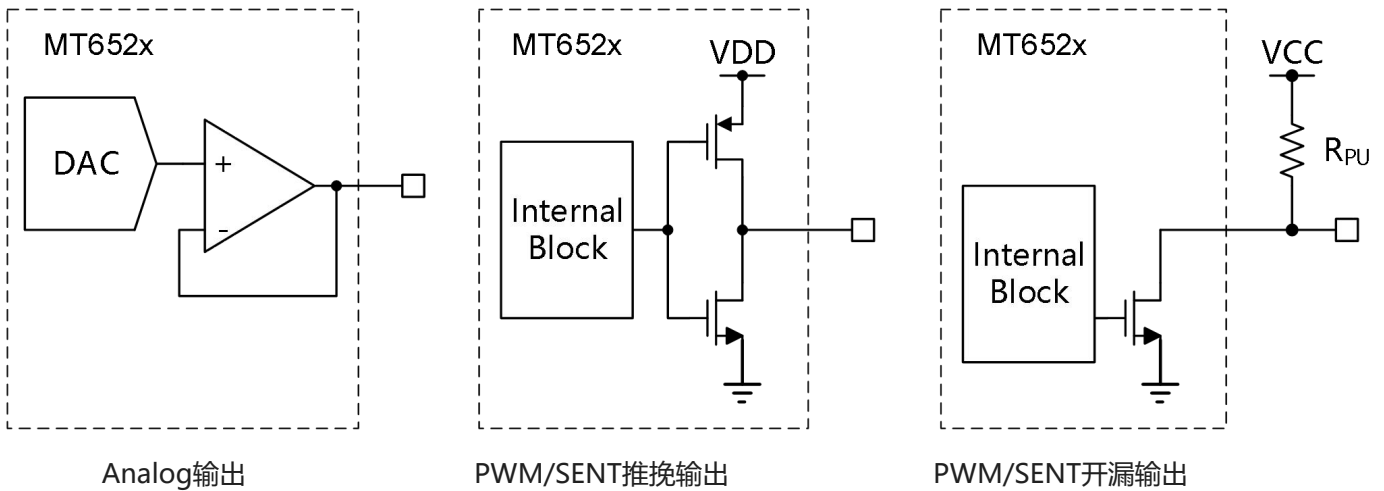 MT652x
DAC
+
-
Analog输出
MT652x
VDD
Internal
Block
PWM/SENT推挽输出
MT652x
VCC
RPU
Internal
Block
PWM/SENT开漏输出